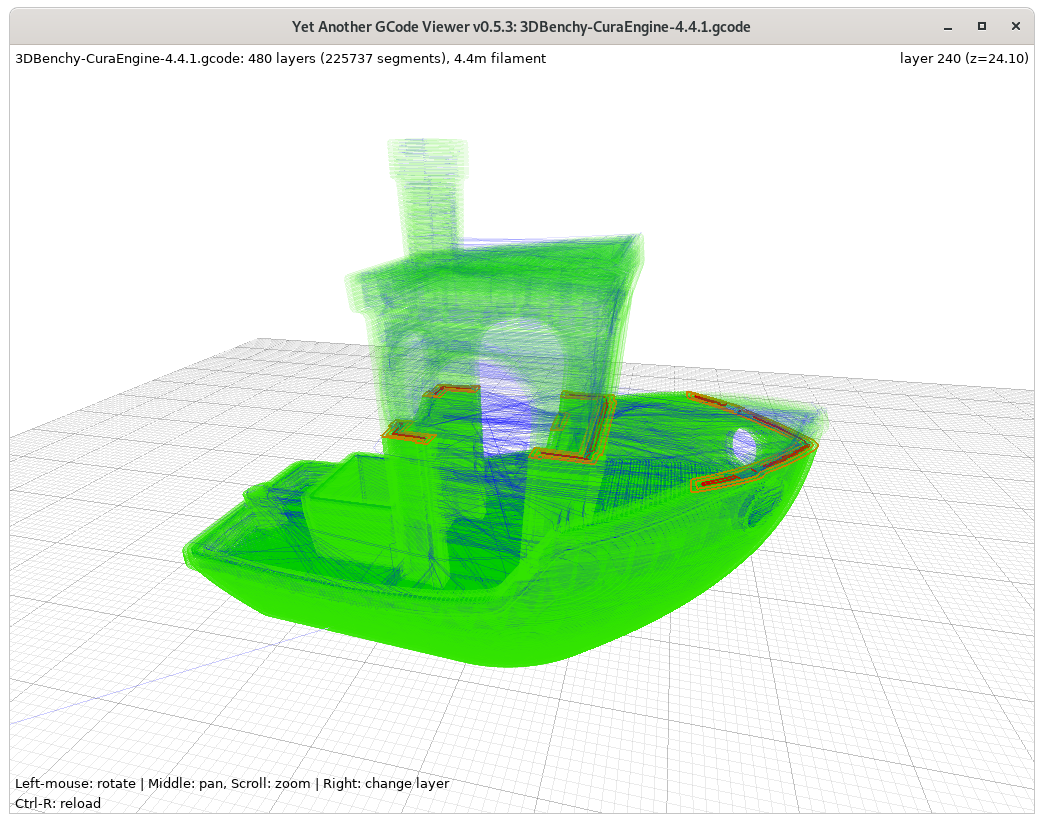 Yet Another GCode Viewer v0.5.3: 3DBenchy-CuraEngine-4.4.1.gcode
3DBenchy-CuraEngine-4.4.1.gcode: 480 layers (225737 segments), 4.4m filament
layer 240 (z=24.10)
Left-mouse: rotate | Middle: pan, Scroll: zoom | Right: change layer
Ctrl-R: reload